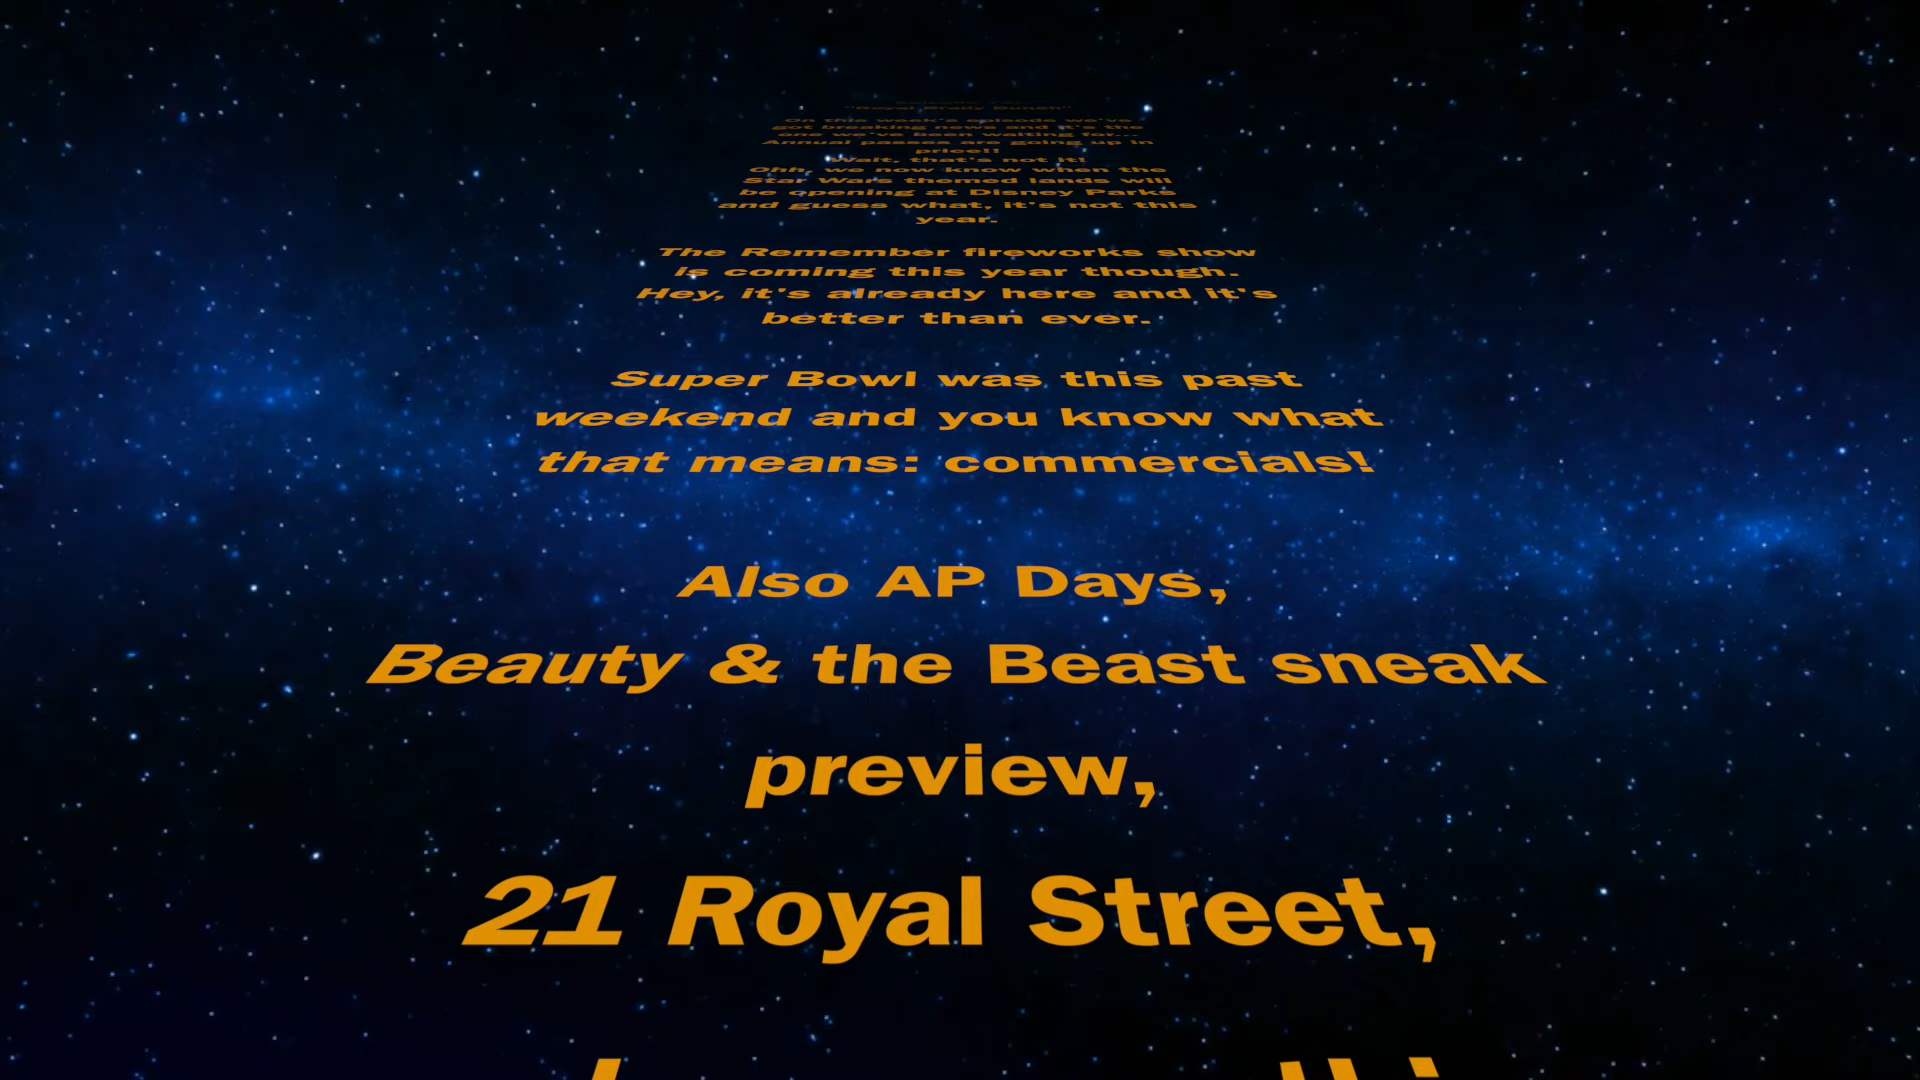 "Royal Brady Bunch"
On this week's episode we've
got breaking news and it's the
one we've been waiting for...
Annual passes are going up in
price!!
Wait, that's not it!
Ohh, we now know when the
Star Wars themed lands will
be opening at Disney Parks
and guess what, it's not this
year.
The Remember fireworks show
is coming this year though.
Hey, it's already here and it's
better than ever.
Super Bowl was this past
weekend and you know what
that means: commercials!
Also AP Days,
Beauty & the Beast sneak
preview,
21 Royal Street,